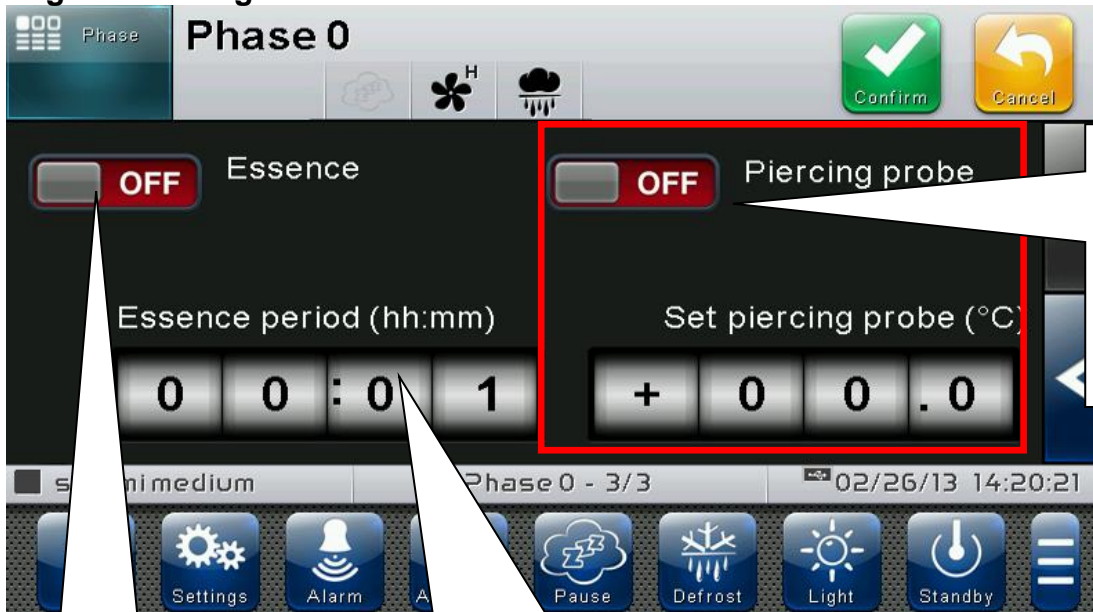 Phase
Phase 0
H
Confirm
Cancel
OFF
Essence
OFF
Piercing probe
Essence period (hh:mm)
Set piercing probe (°C)
0 0 : 0 1
+ 0 0 . 0
medium
Phase 0 - 3/3
02/26/13 14:20:21
Settings
Alarm
Pause
Defrost
Light
Standby